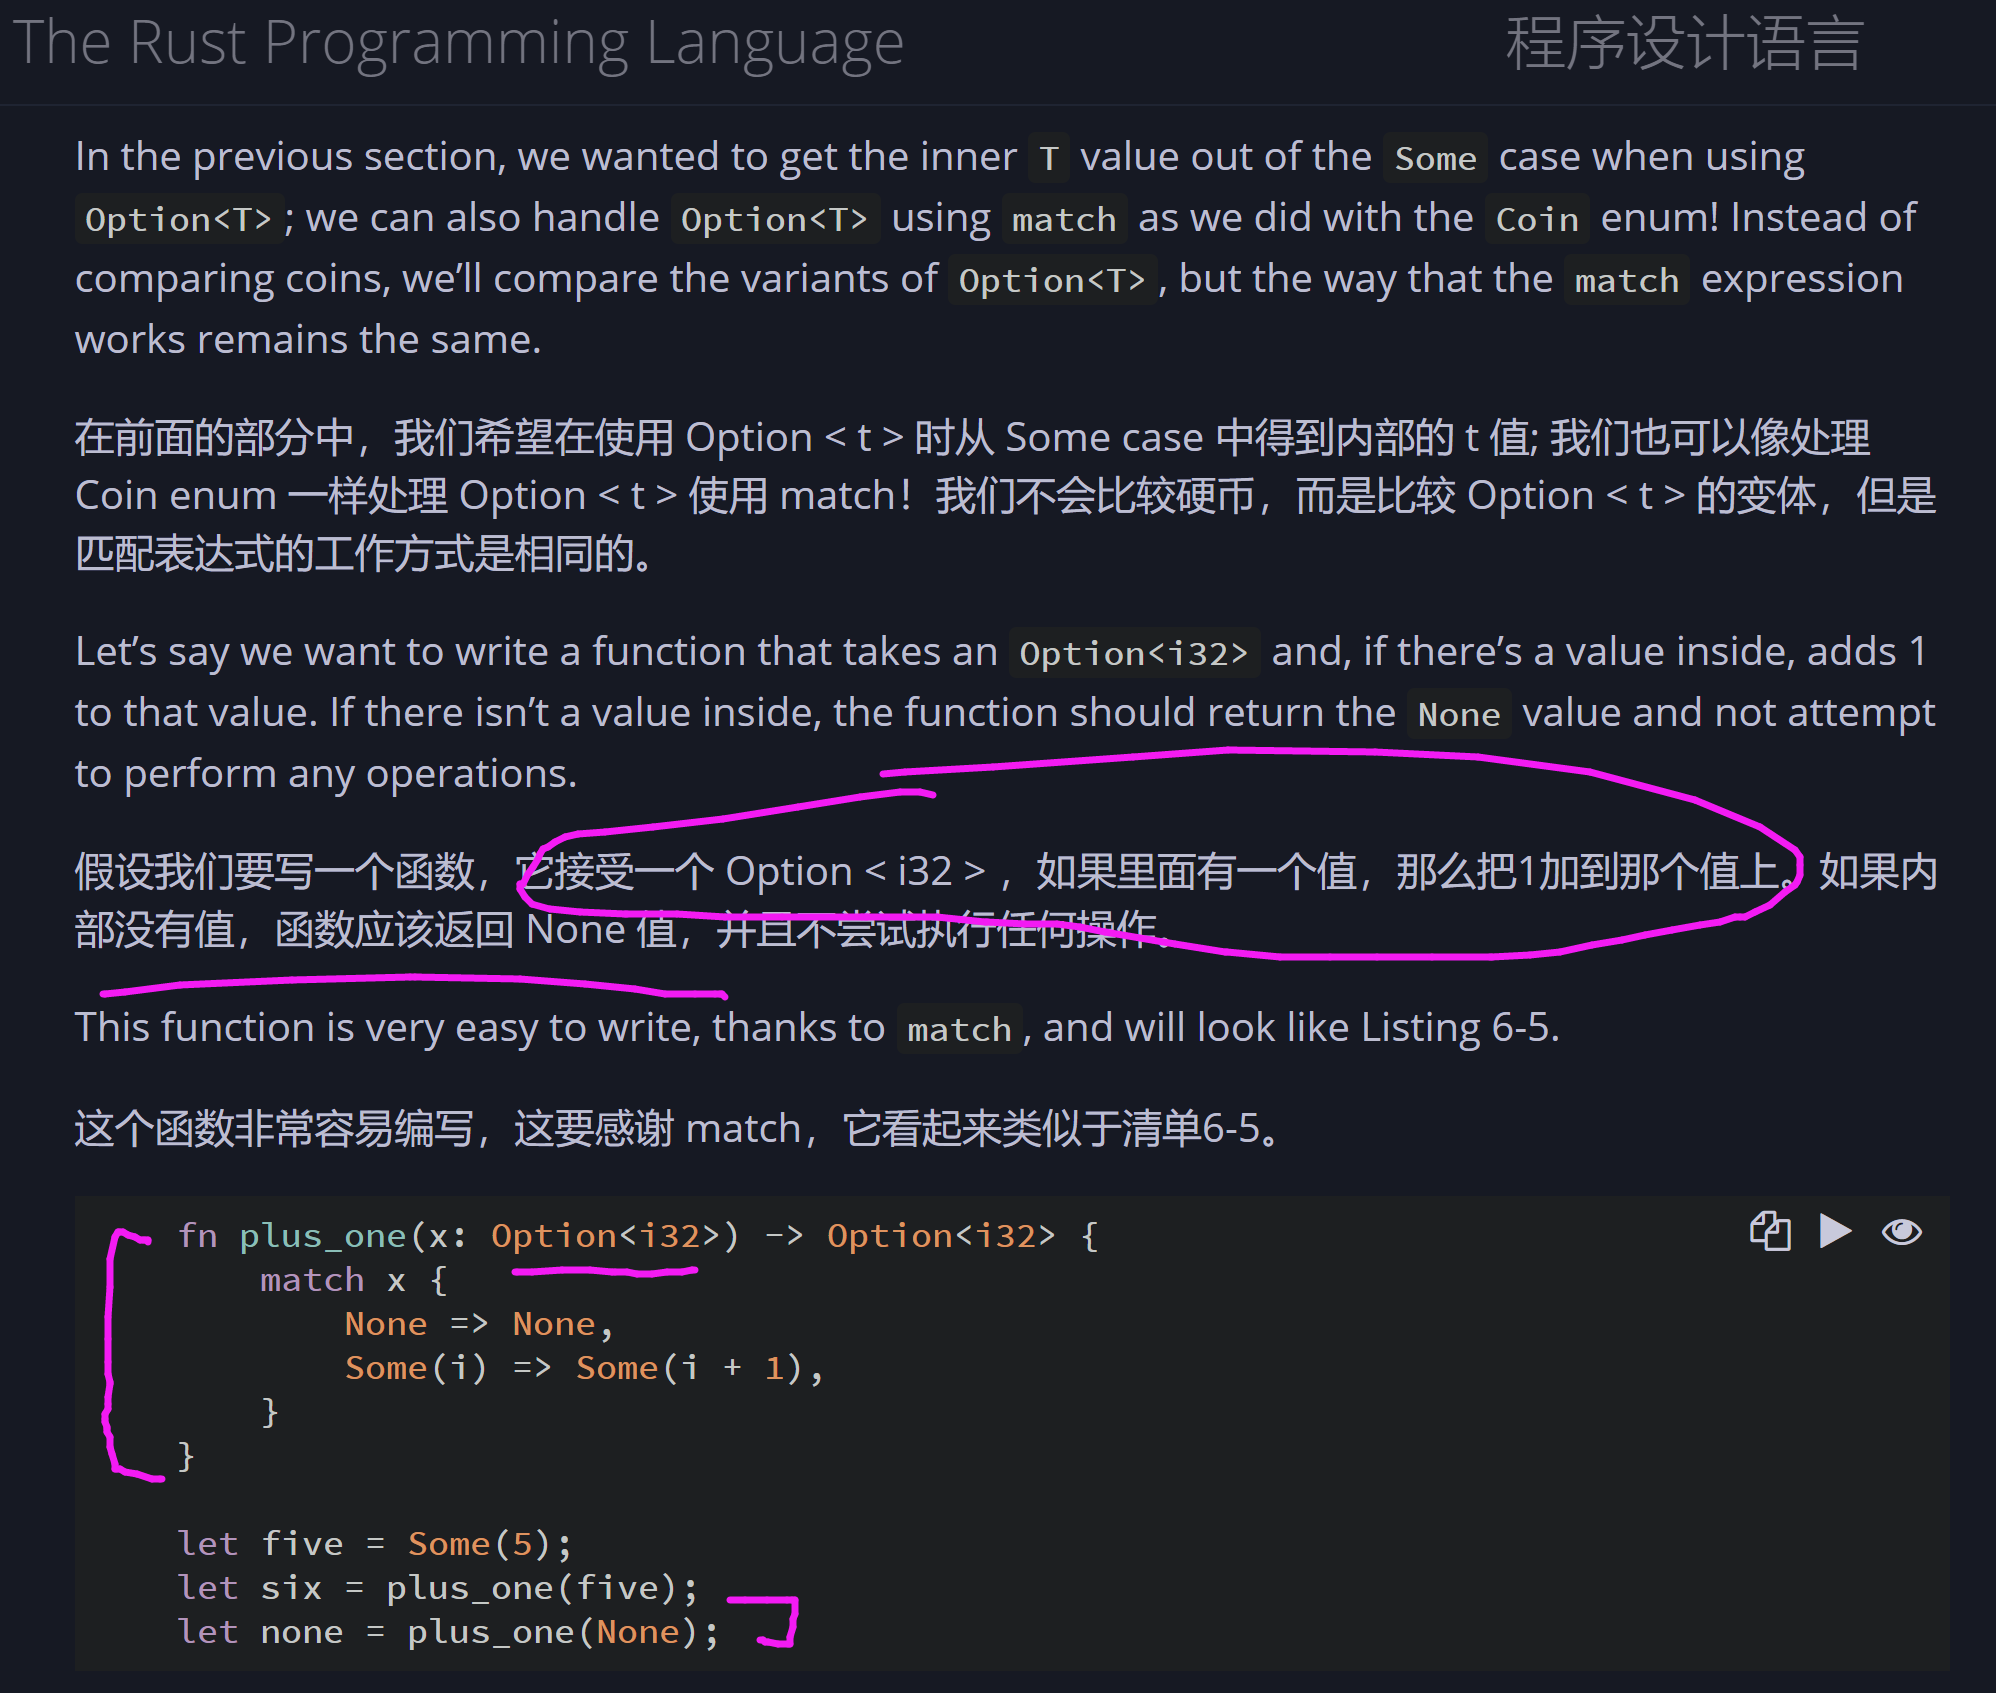 The Rust Programming Language 程序设计语言
In the previous section, we wanted to get the inner T value out of the Some case when using
Option<T>; we can also handle Option<T> using match as we did with the Coin enum! Instead of
comparing coins, we’ll compare the variants of Option<T>, but the way that the match expression
works remains the same.
在前面的部分中，我们希望在使用 Option < t > 时从 Some case 中得到内部的 t 值; 我们也可以像处理
Coin enum 一样处理 Option < t > 使用 match！我们不会比较硬币，而是比较 Option < t > 的变体，但是
匹配表达式的工作方式是相同的。
Let’s say we want to write a function that takes an Option<i32> and, if there’s a value inside, adds 1
to that value. If there isn’t a value inside, the function should return the None value and not attempt
to perform any operations.
假设我们要写一个函数，它接受一个 Option < i32 > ，如果里面有一个值，那么把1加到那个值上。如果内
部没有值，函数应该返回 None 值，并且不尝试执行任何操作。
This function is very easy to write, thanks to match, and will look like Listing 6-5.
这个函数非常容易编写，这要感谢 match，它看起来类似于清单6-5。
fn plus_one(x: Option<i32>) -> Option<i32> {
    match x {
        None => None,
        Some(i) => Some(i + 1),
    }
}
let five = Some(5);
let six = plus_one(five);
let none = plus_one(None);